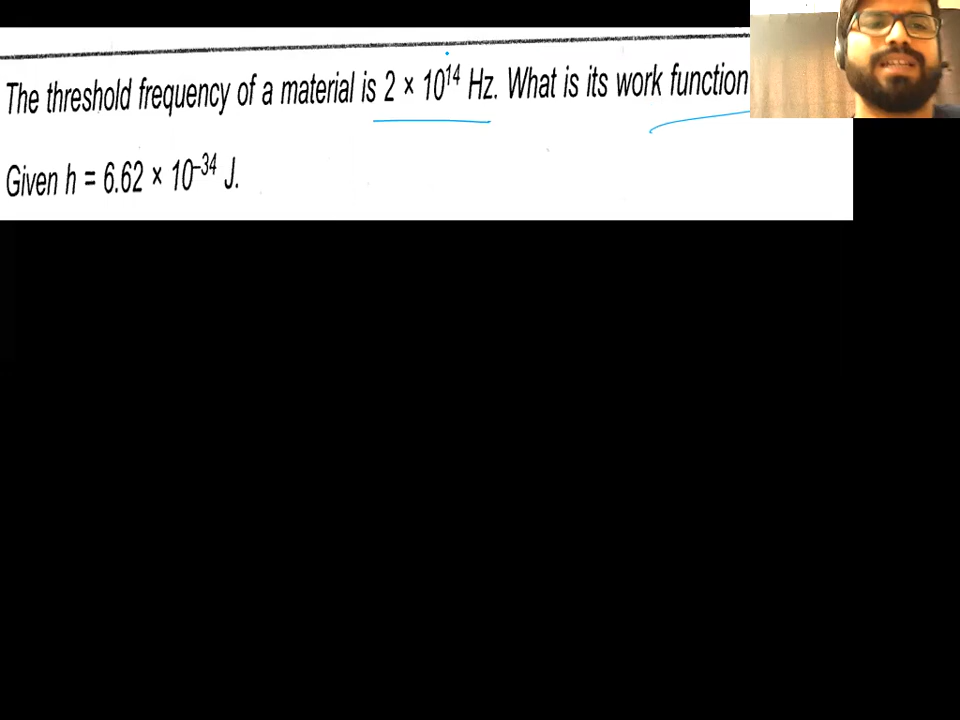 The threshold frequency of a material is 2 × 10¹⁴ Hz. What is its work function
Given h = 6.62 × 10⁻³⁴ J.